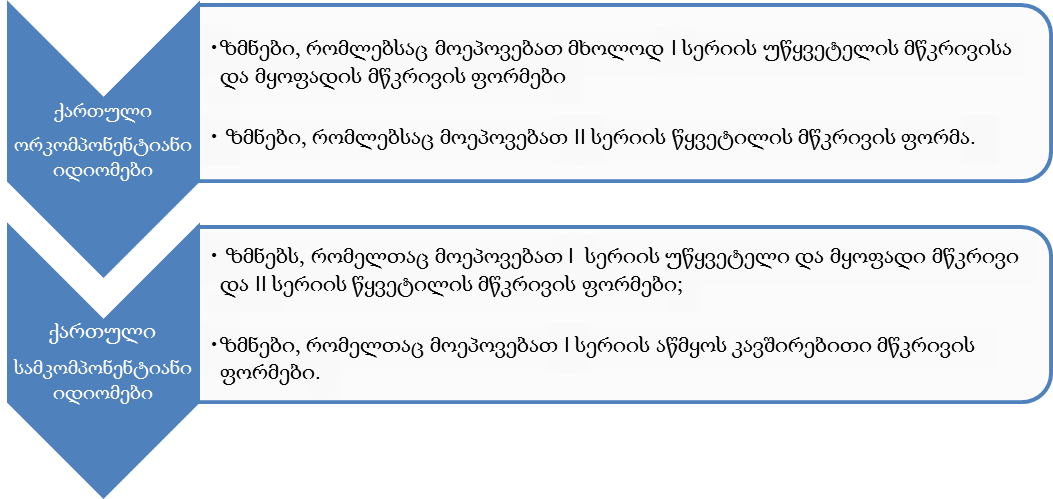 ქართული
ორკომპონენტიანი
იდიომები
•ზმნები, რომლებსაც მოეპოვებათ მხოლოდ I სერიის უწყვეტელის მწკრივისა
და მყოფადის მწკრივის ფორმები
• ზმნები, რომლებსაც მოეპოვებათ II სერიის წყვეტილის მწკრივის ფორმა.
ქართული
სამკომპონენტიანი
იდიომები
• ზმნებს, რომელთაც მოეპოვებათ I სერიის უწყვეტელი და მყოფადი მწკრივი
და II სერიის წყვეტილის მწკრივის ფორმები;
•ზმნები, რომელთაც მოეპოვებათ I სერიის აწმყოს კავშირებითი მწკრივის
ფორმები.